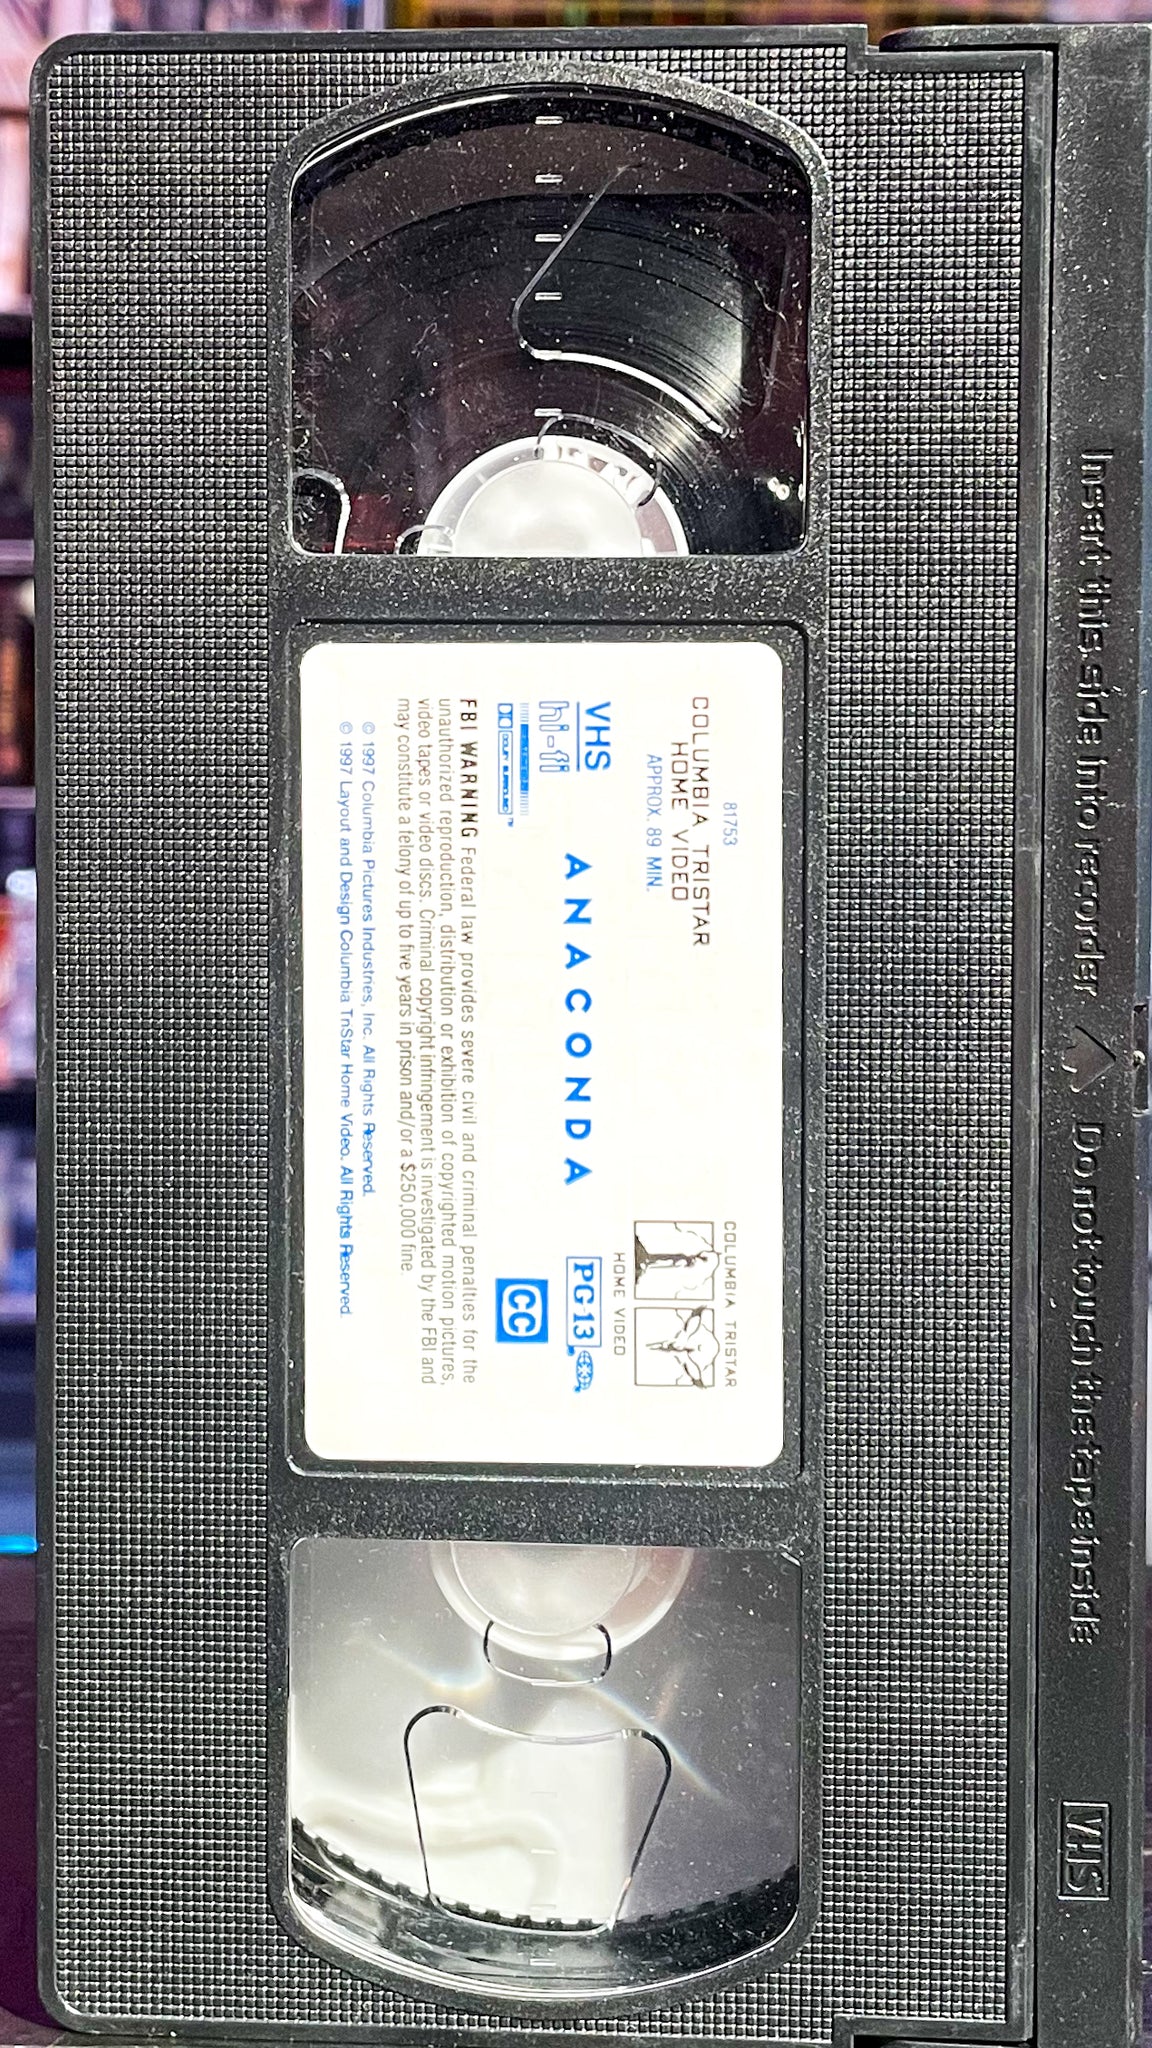 Insert this side into recorder Do not touch the tape inside
VHS
81753
COLUMBIA TRISTAR
HOME VIDEO
APPROX. 89 MIN.
COLUMBIA TRISTAR
HOME VIDEO
VHS
hi-fi
DOLBY SURROUND™
ANACONDA
PG-13
CC
FBI WARNING Federal law provides severe civil and criminal penalties for the
unauthorized reproduction, distribution or exhibition of copyrighted motion pictures,
video tapes or video discs. Criminal copyright infringement is investigated by the FBI and
may constitute a felony of up to five years in prison and/or a $250,000 fine.
© 1997 Columbia Pictures Industries, Inc. All Rights Reserved.
© 1997 Layout and Design Columbia TriStar Home Video. All Rights Reserved.